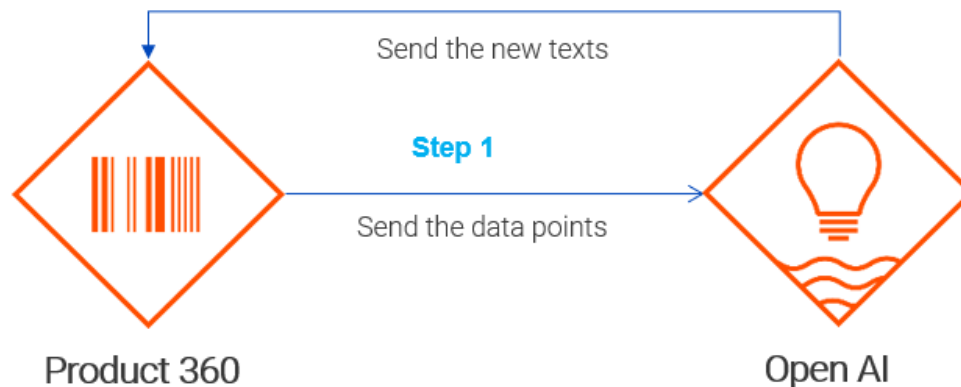 Send the new texts
Step 1
Send the data points
Product 360
Open AI